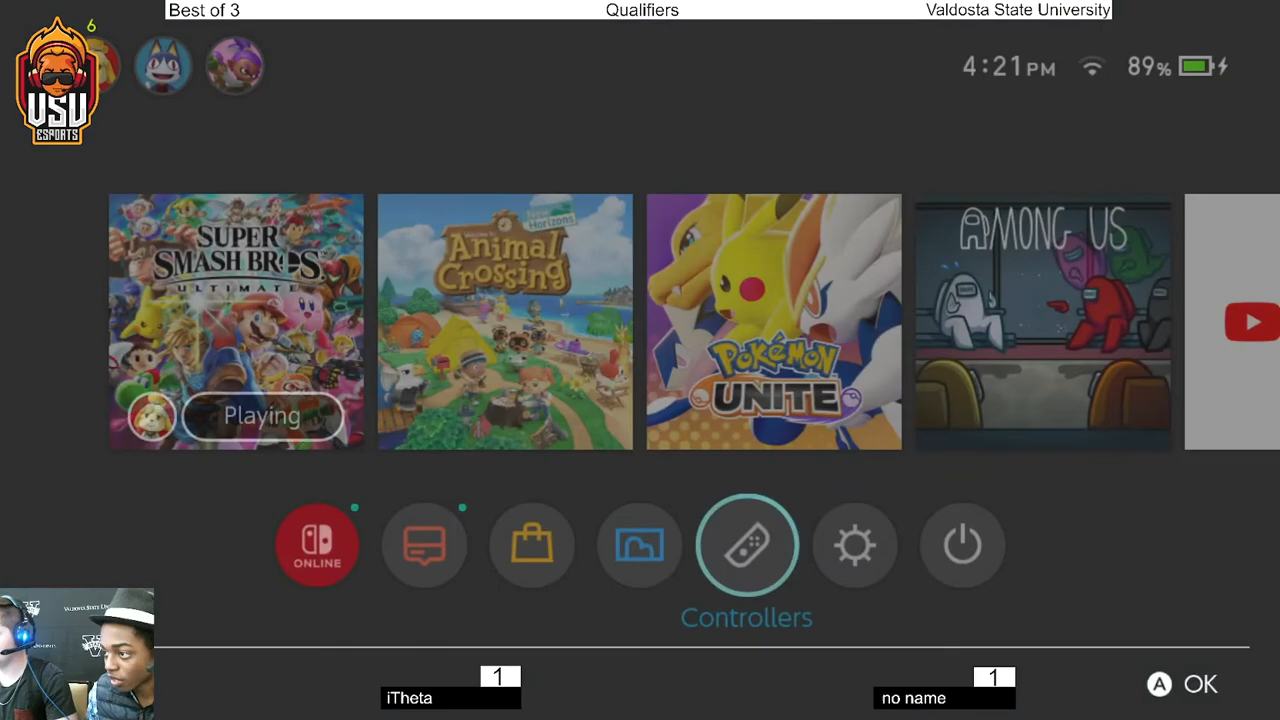 Best of 3
Qualifiers
Valdosta State University
6
VSU
ESPORTS
4:21 PM
89%
SUPER
SMASH BROS.
ULTIMATE
Playing
New
Horizons
Animal
Crossing
POKÉMON
UNITE
AMONG US
ONLINE
Controllers
1
iTheta
1
no name
A OK